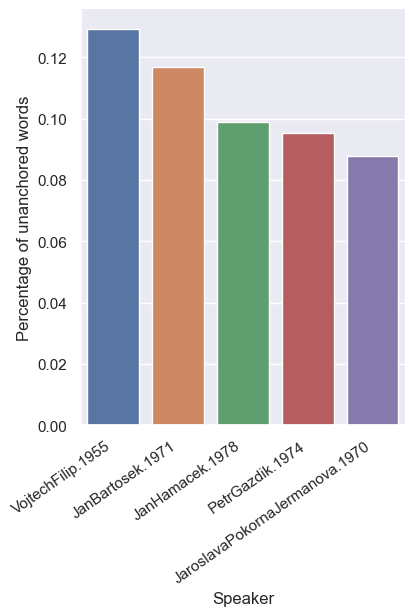 Percentage of unanchored words
0.12
0.10
0.08
0.06
0.04
0.02
0.00
VojtechFilip.1955
JanBartosek.1971
JanHamacek.1978
PetrGazdik.1974
JaroslavaPokornaJermanova.1970
Speaker